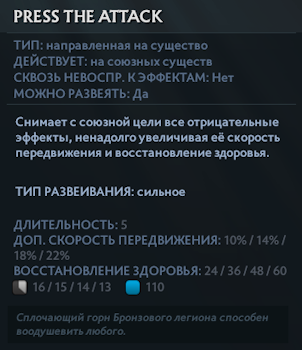 PRESS THE ATTACK
ТИП: направленная на существо
ДЕЙСТВУЕТ: на союзных существ
СКВОЗЬ НЕВОСПР. К ЭФФЕКТАМ: Нет
МОЖНО РАЗВЕЯТЬ: Да
Снимает с союзной цели все отрицательные
эффекты, ненадолго увеличивая её скорость
передвижения и восстановление здоровья.
ТИП РАЗВЕИВАНИЯ: сильное
ДЛИТЕЛЬНОСТЬ: 5
ДОП. СКОРОСТЬ ПЕРЕДВИЖЕНИЯ: 10% / 14% /
18% / 22%
ВОССТАНОВЛЕНИЕ ЗДОРОВЬЯ: 24 / 36 / 48 / 60
16 / 15 / 14 / 13 110
Сплочающий горн Бронзового легиона способен
воодушевить любого.